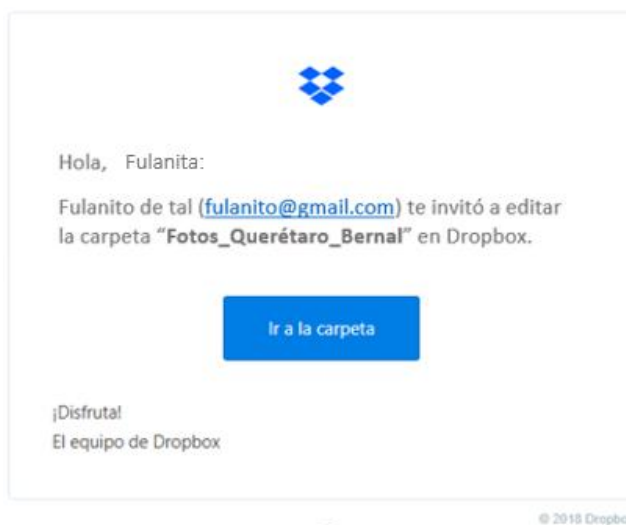 Hola, Fulanita:
Fulanito de tal (fulanito@gmail.com) te invitó a editar
la carpeta “Fotos_Querétaro_Bernal” en Dropbox.
Ir a la carpeta
¡Disfruta!
El equipo de Dropbox
© 2018 Dropbo